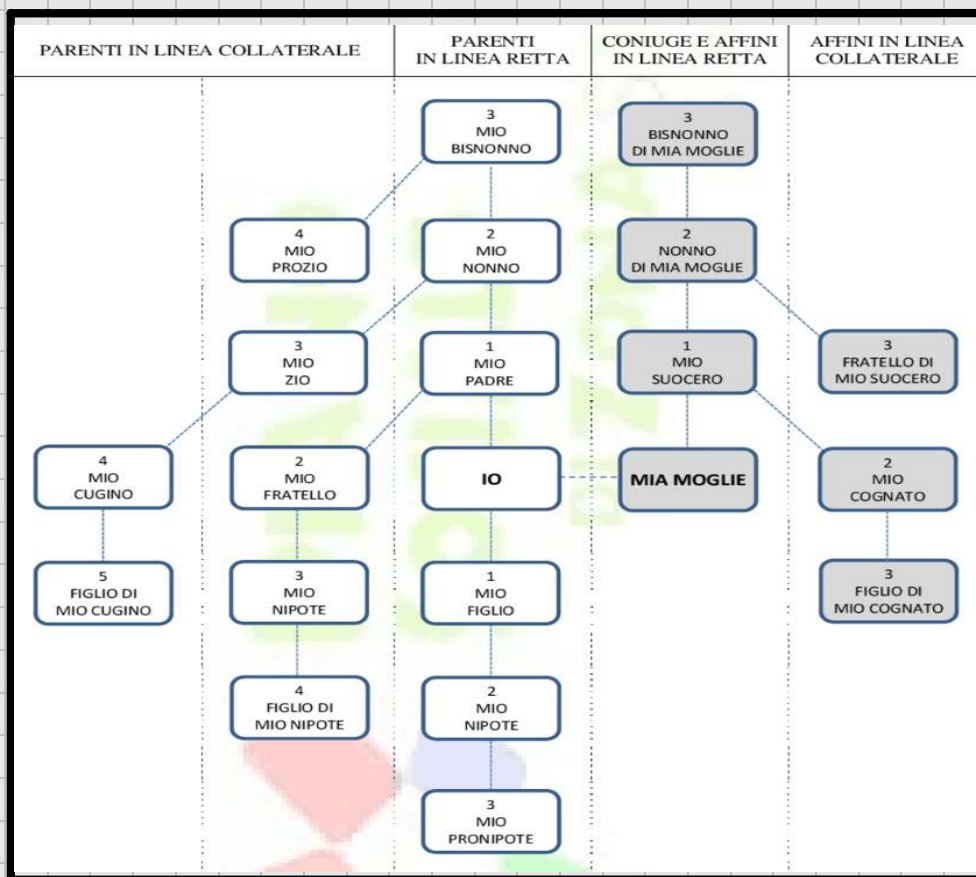 PARENTI IN LINEA COLLATERALE
PARENTI
IN LINEA RETTA
CONIUGE E AFFINI
IN LINEA RETTA
AFFINI IN LINEA
COLLATERALE
3
MIO
BISNONNO
3
BISNONNO
DI MIA MOGLIE
4
MIO
PROZIO
2
MIO
NONNO
2
NONNO
DI MIA MOGLIE
3
MIO
ZIO
1
MIO
PADRE
1
MIO
SUOCERO
3
FRATELLO DI
MIO SUOCERO
4
MIO
CUGINO
2
MIO
FRATELLO
IO
MIA MOGLIE
2
MIO
COGNATO
5
FIGLIO DI
MIO CUGINO
3
MIO
NIPOTE
1
MIO
FIGLIO
3
FIGLIO DI
MIO COGNATO
4
FIGLIO DI
MIO NIPOTE
2
MIO
NIPOTE
3
MIO
PRONIPOTE